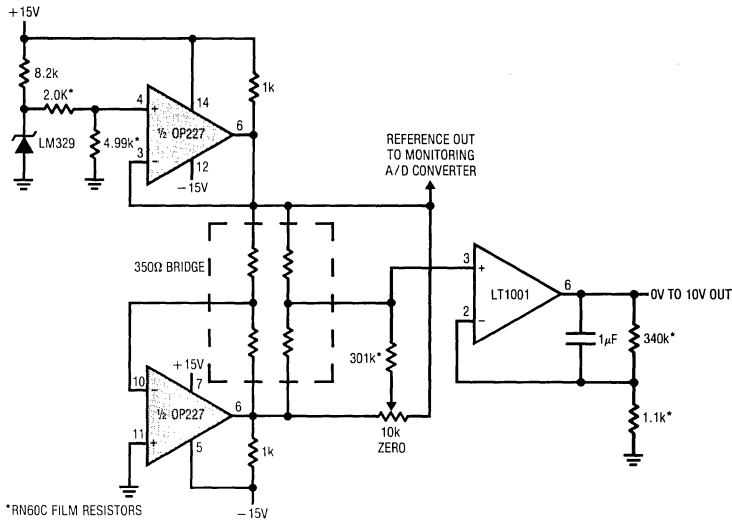 +15V
8.2k
2.0K*
LM329
4.99k*
4
3
14
12
½ OP227
6
−15V
1k
REFERENCE OUT
TO MONITORING
A/D CONVERTER
350Ω BRIDGE
3
2
LT1001
6
0V TO 10V OUT
1μF
340k*
1.1k*
301k*
10k
ZERO
+15V
7
10
11
½ OP227
6
5
1k
−15V
*RN60C FILM RESISTORS